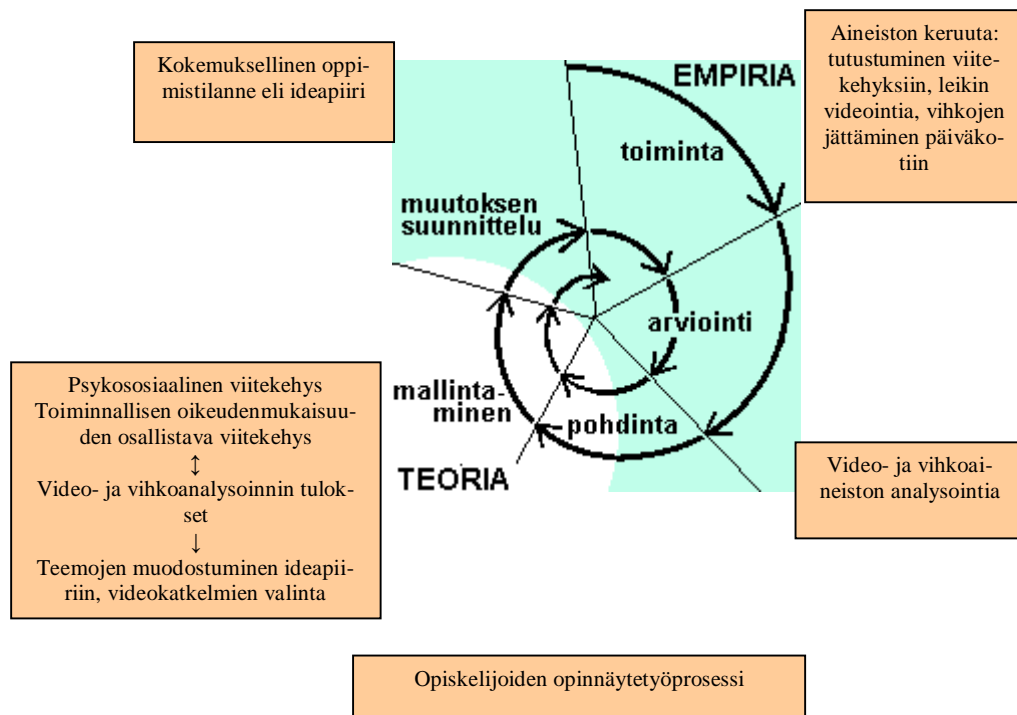 Kokemuksellinen oppi-
mistilanne eli ideapiiri
Aineiston keruuta:
tutustuminen viite-
kehyksiin, leikin
videointia, vihkojen
jättäminen päiväko-
tiin
EMPIRIA
toiminta
muutoksen
suunnittelu
arviointi
mallinta-
minen
pohdinta
TEORIA
Psykososiaalinen viitekehys
Toiminnallisen oikeudenmukaisuu-
den osallistava viitekehys
↕
Video- ja vihkoanalysoinnin tulok-
set
↓
Teemojen muodostuminen ideapii-
riin, videokatkelmien valinta
Video- ja vihkoai-
neiston analysointia
Opiskelijoiden opinnäytetyöprosessi